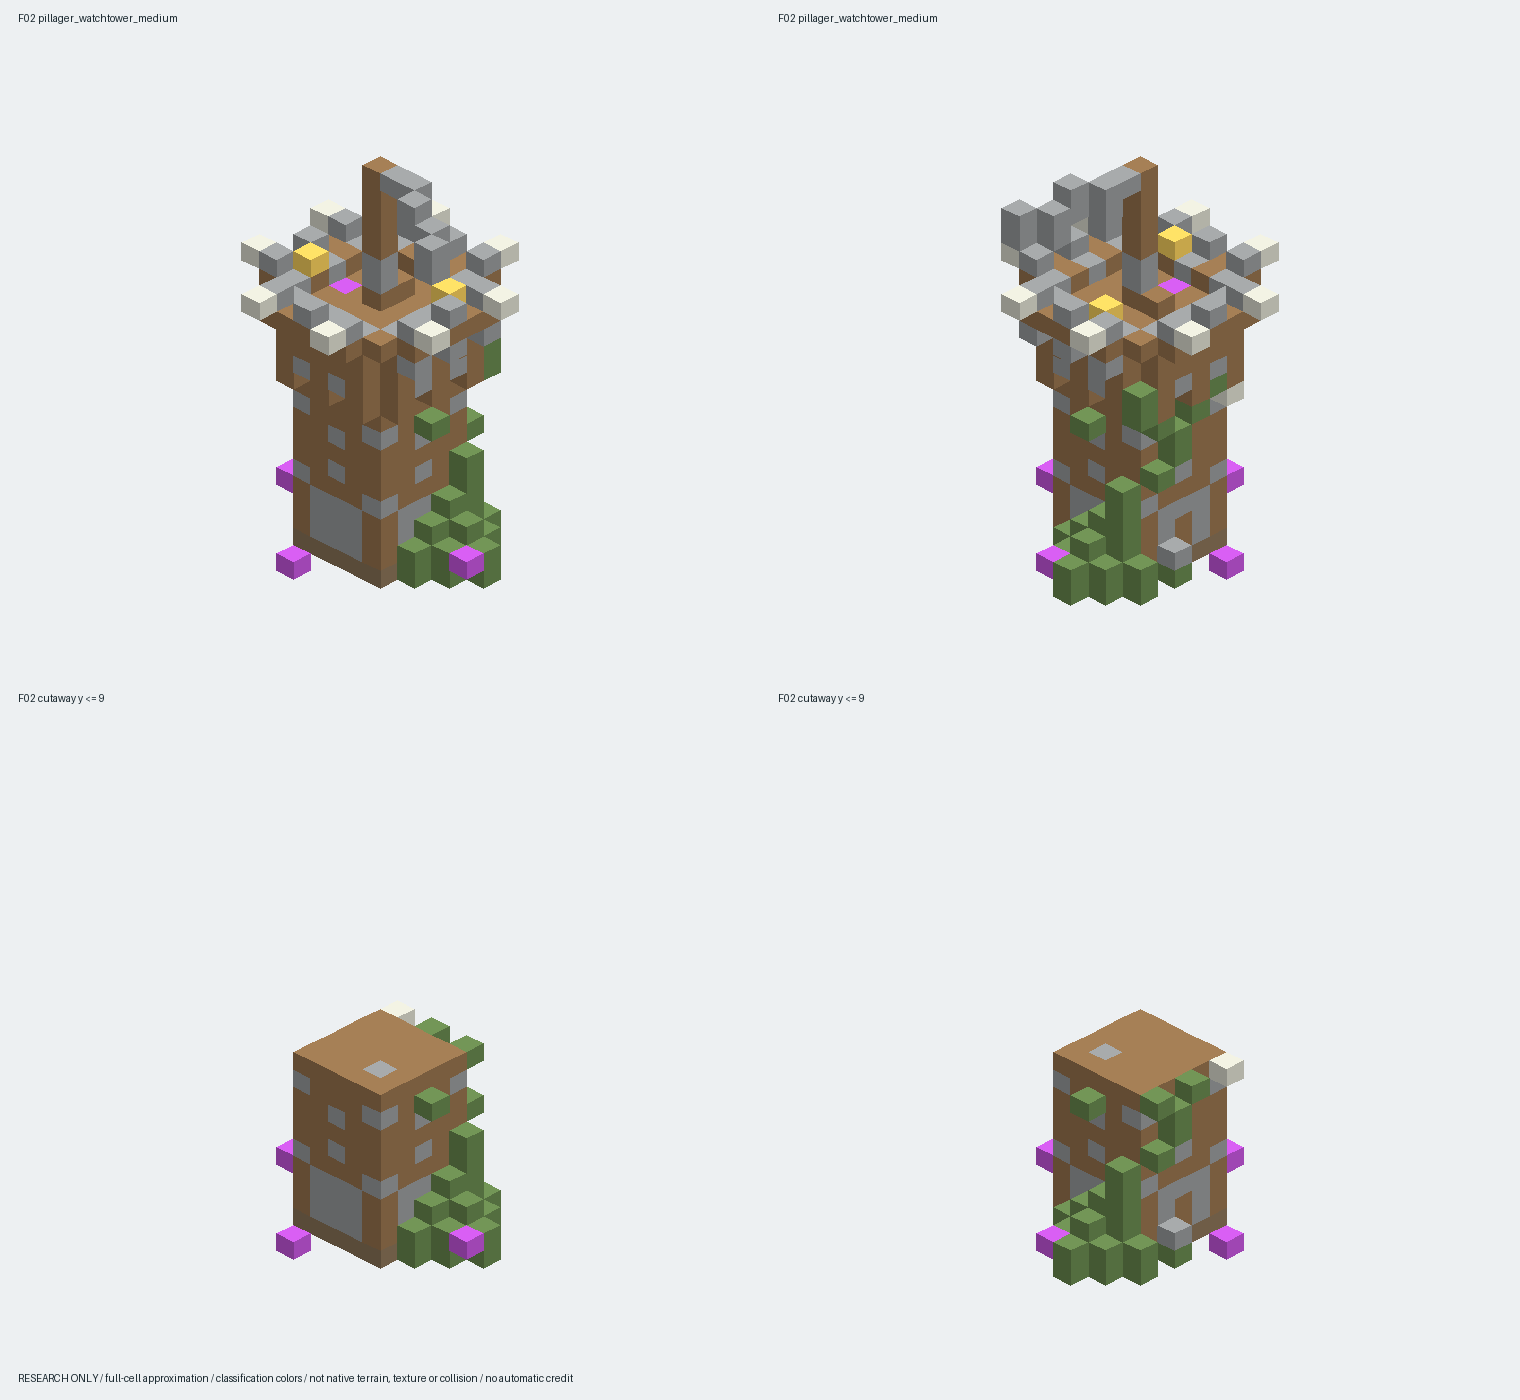 F02 pillager_watchtower_medium
F02 pillager_watchtower_medium
F02 cutaway y <= 9
F02 cutaway y <= 9
RESEARCH ONLY / full-cell approximation / classification colors / not native terrain, texture or collision / no automatic credit